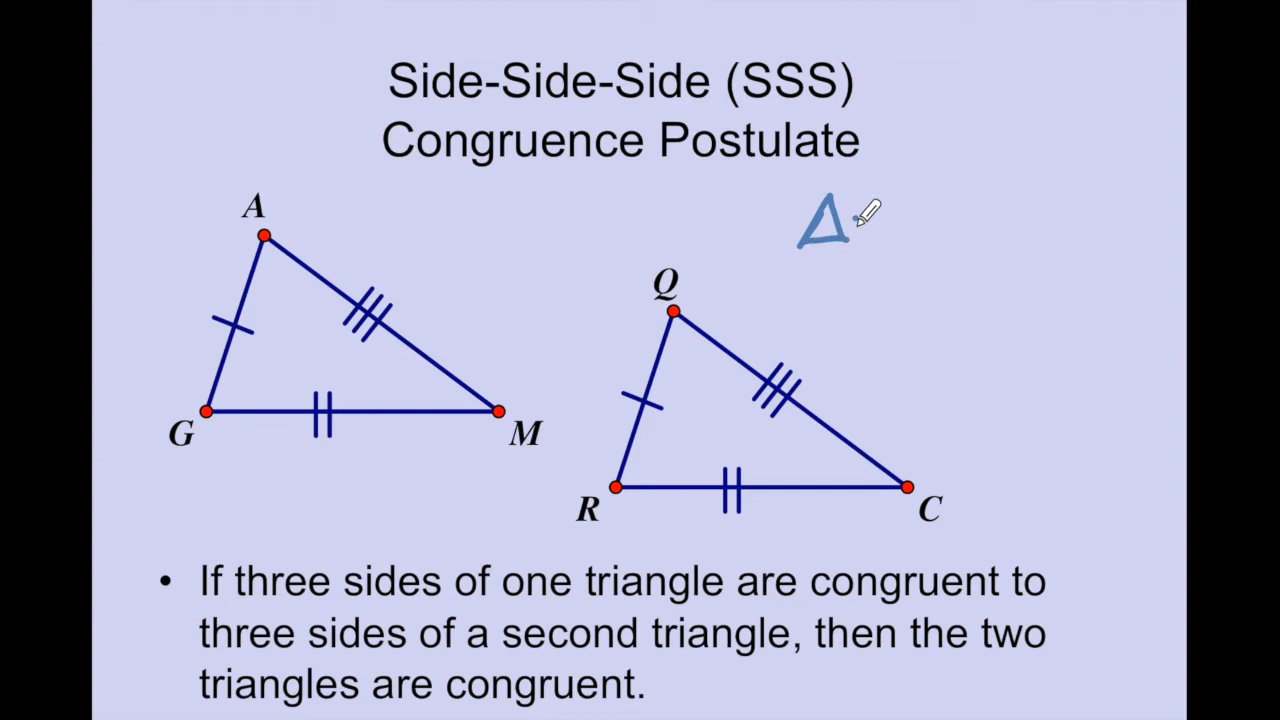 Side-Side-Side (SSS)
Congruence Postulate
A
Δ
Q
G
M
R
C
• If three sides of one triangle are congruent to
three sides of a second triangle, then the two
triangles are congruent.